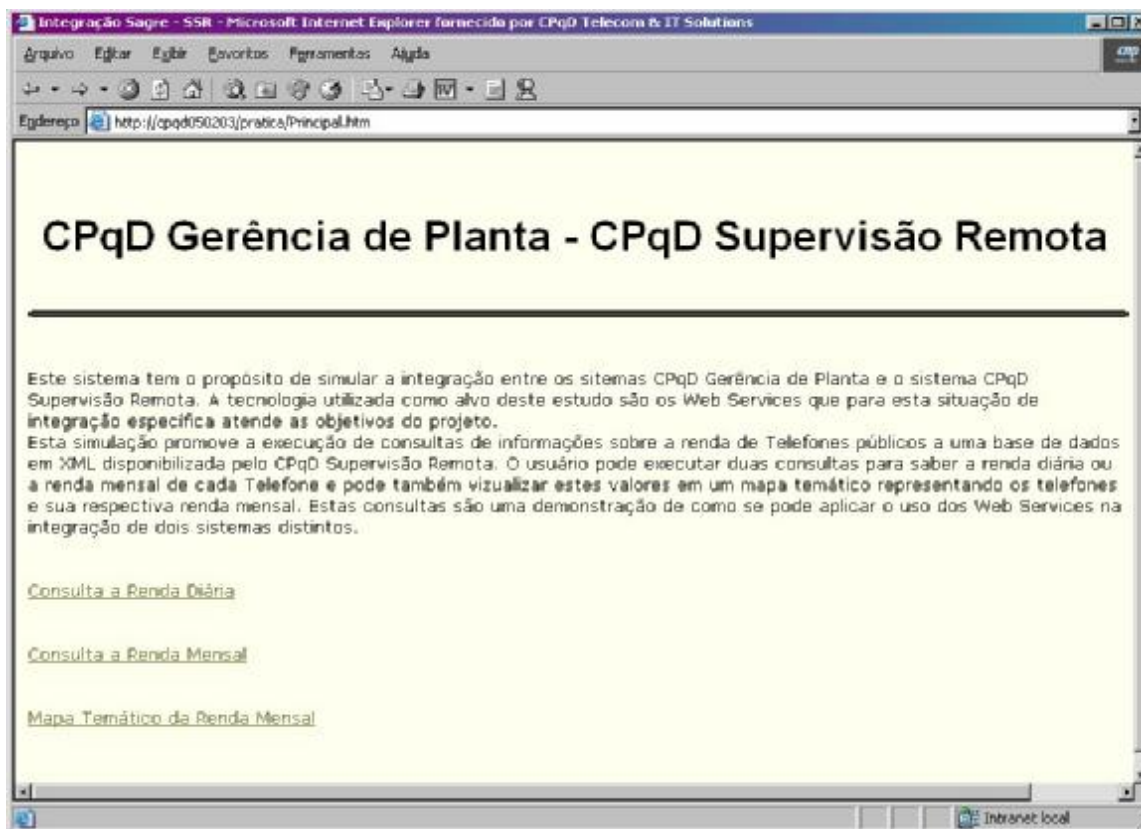 Integração Sagre - SSR - Microsoft Internet Explorer fornecido por CPqD Telecom & IT Solutions
Arquivo Editar Exibir Favoritos Ferramentas Ajuda
Endereço http://cpqd050203/pratica/Principal.htm
CPqD Gerência de Planta - CPqD Supervisão Remota
Este sistema tem o propósito de simular a integração entre os sitemas CPqD Gerência de Planta e o sistema CPqD
Supervisão Remota. A tecnologia utilizada como alvo deste estudo são os Web Services que para esta situação de
integração especifica atende as objetivos do projeto.
Esta simulação promove a execução de consultas de informações sobre a renda de Telefones públicos a uma base de dados
em XML disponibilizada pelo CPqD Supervisão Remota. O usuário pode executar duas consultas para saber a renda diária ou
a renda mensal de cada Telefone e pode também vizualizar estes valores em um mapa temático representando os telefones
e sua respectiva renda mensal. Estas consultas são uma demonstração de como se pode aplicar o uso dos Web Services na
integração de dois sistemas distintos.
Consulta a Renda Diária
Consulta a Renda Mensal
Mapa Temático da Renda Mensal
Intranet local